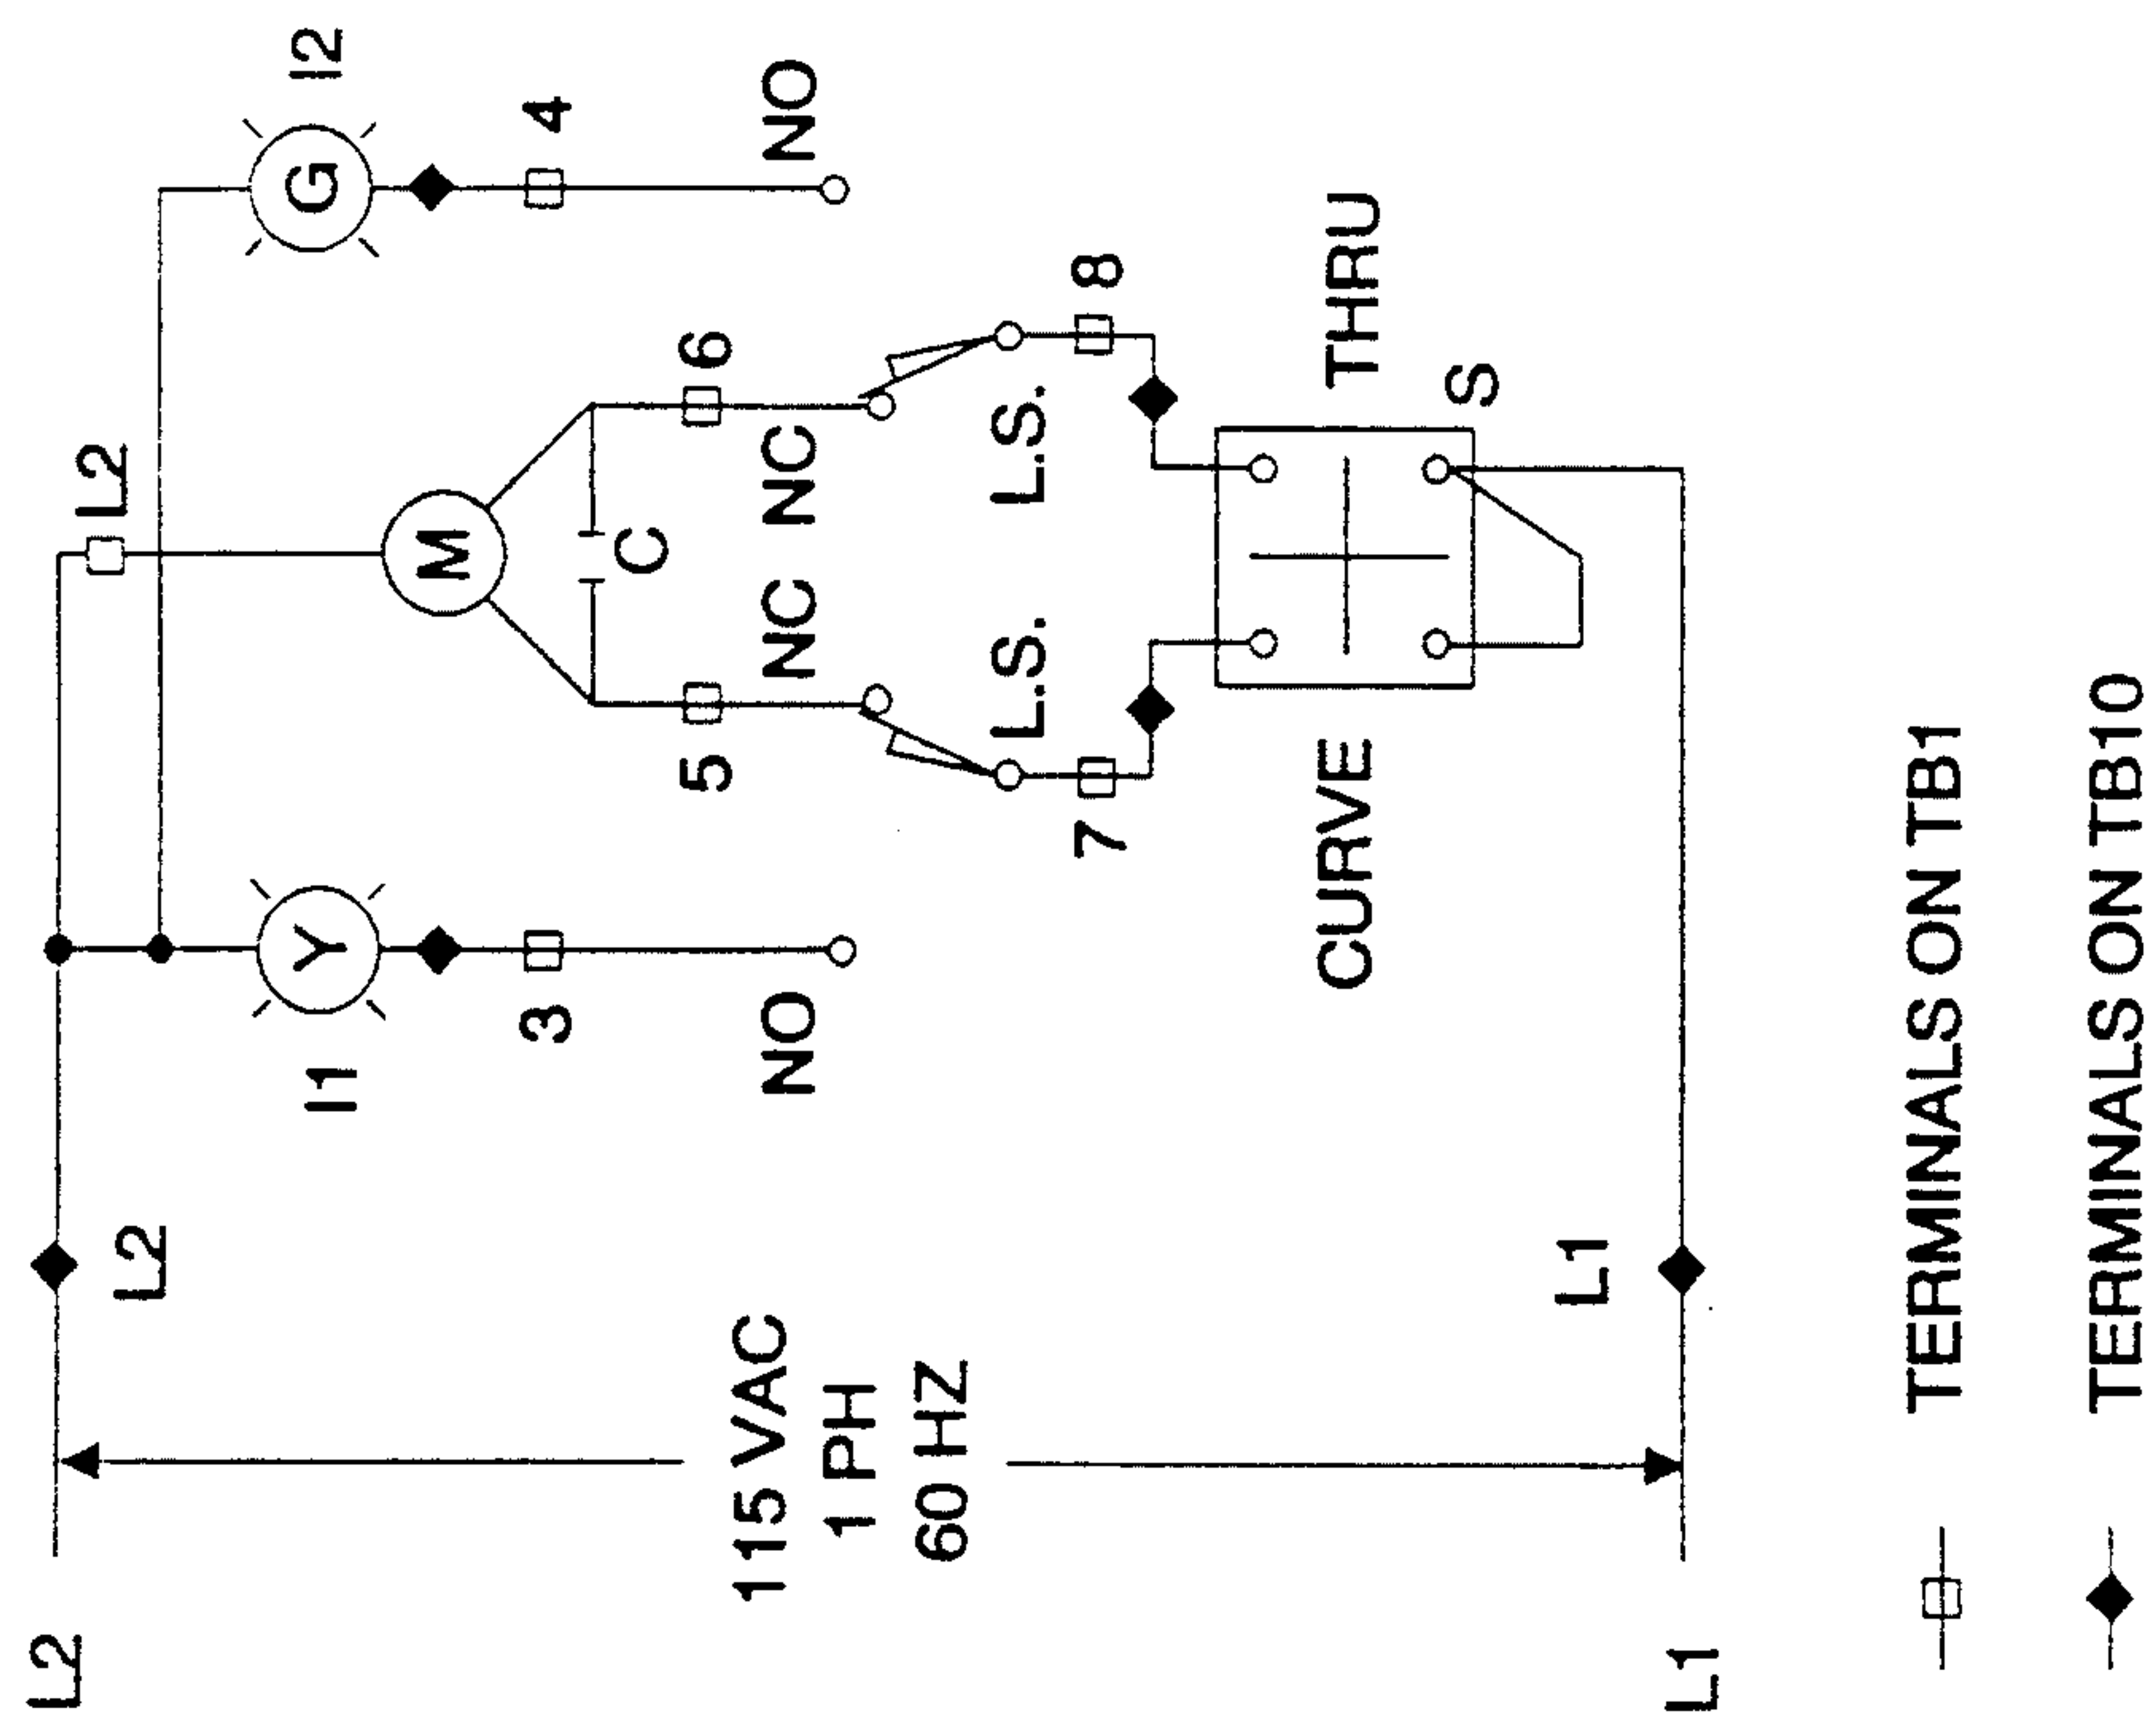 L2
L2
L2
I1 Y G I2
M
3 4
C
5 6
115 VAC
1 PH
60 HZ
NO NC NC NO
L.S. L.S.
7 8
CURVE THRU
S
L1
L1
TERMINALS ON TB1
TERMINALS ON TB10